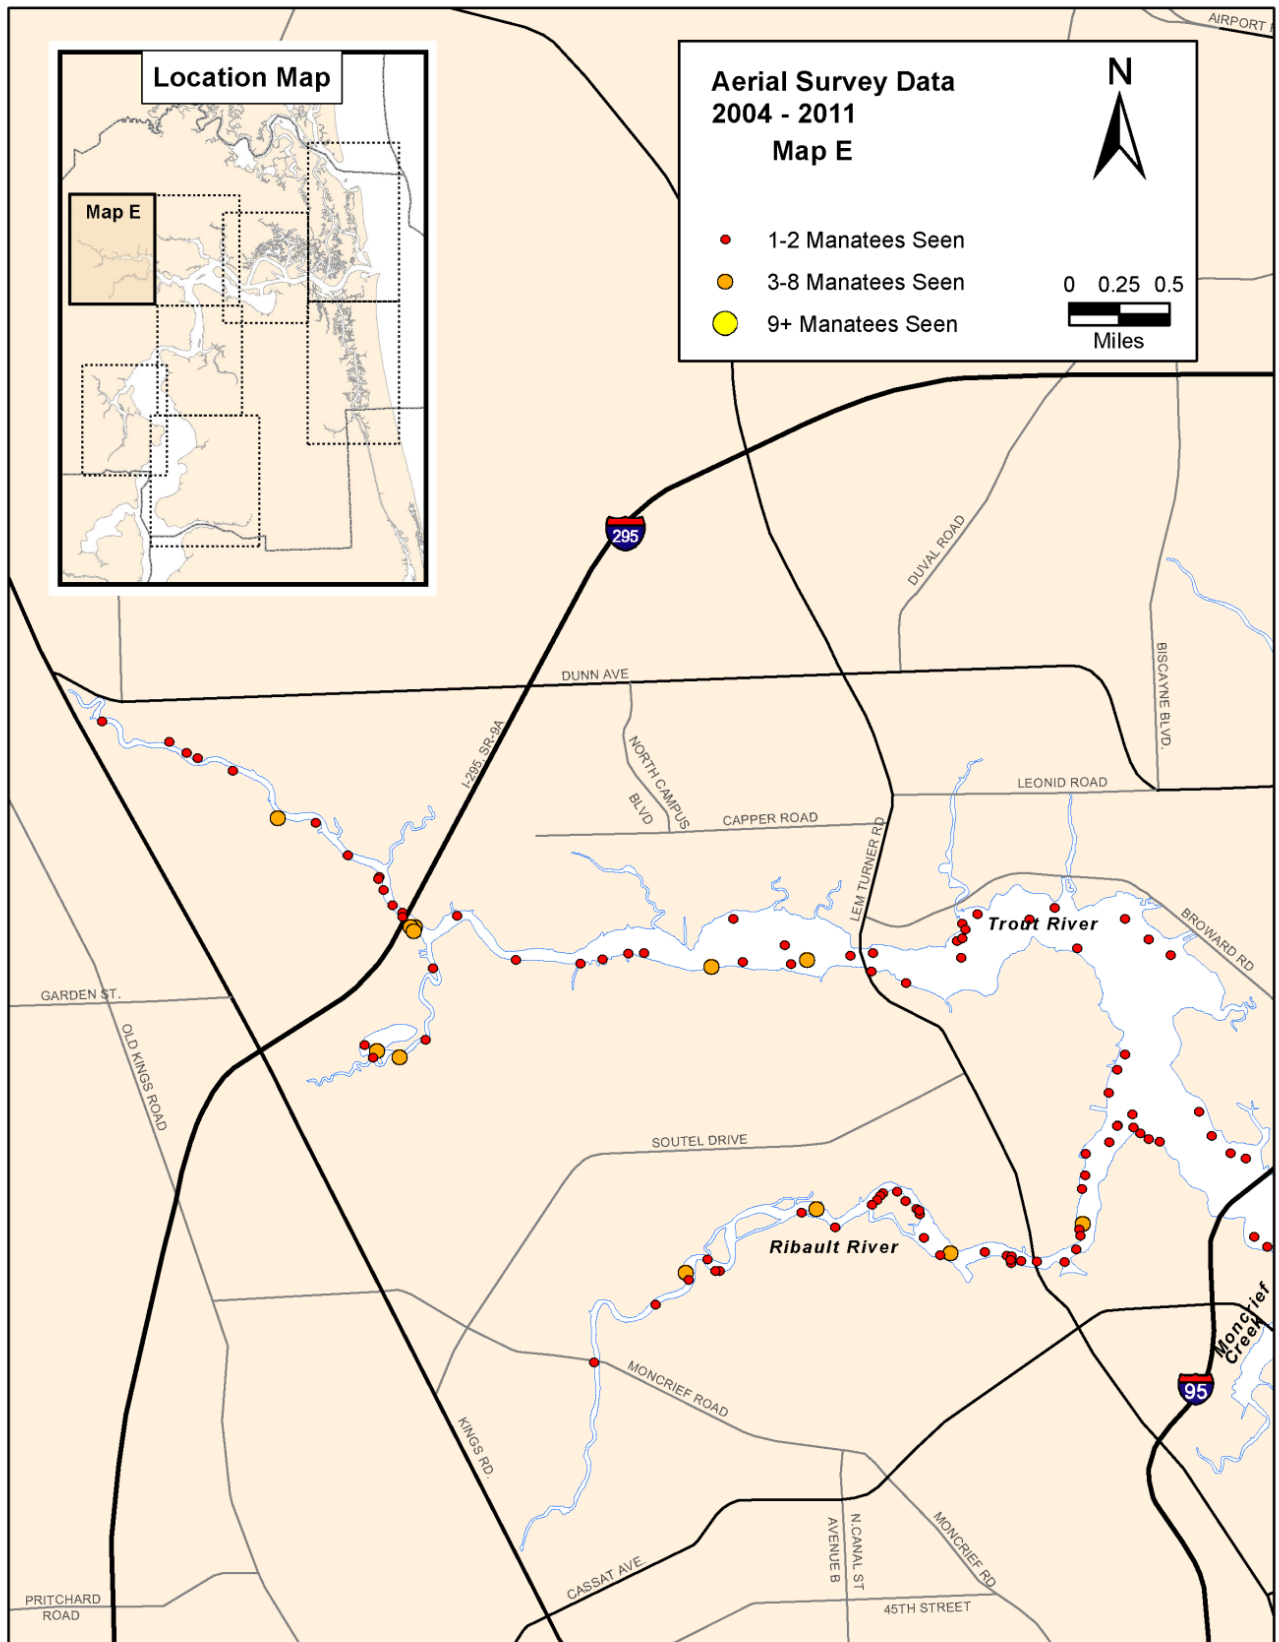 AIRPORT
Location Map
Map E
Aerial Survey Data
2004 - 2011
Map E
N
1-2 Manatees Seen
3-8 Manatees Seen
9+ Manatees Seen
0 0.25 0.5
Miles
295
DUVAL ROAD
DUNN AVE
BISCAYNE BLVD.
I-295, SR-9A
NORTH CAMPUS
BLVD
LEONID ROAD
CAPPER ROAD
LEM TURNER RD
Trout River
BROWARD RD
GARDEN ST.
OLD KINGS ROAD
SOUTEL DRIVE
Ribault River
Moncrief
Creek
MONCRIEF ROAD
95
KINGS RD.
CASSAT AVE.
AVENUE B
N.CANAL ST
MONCRIEF RD
45TH STREET
PRITCHARD
ROAD